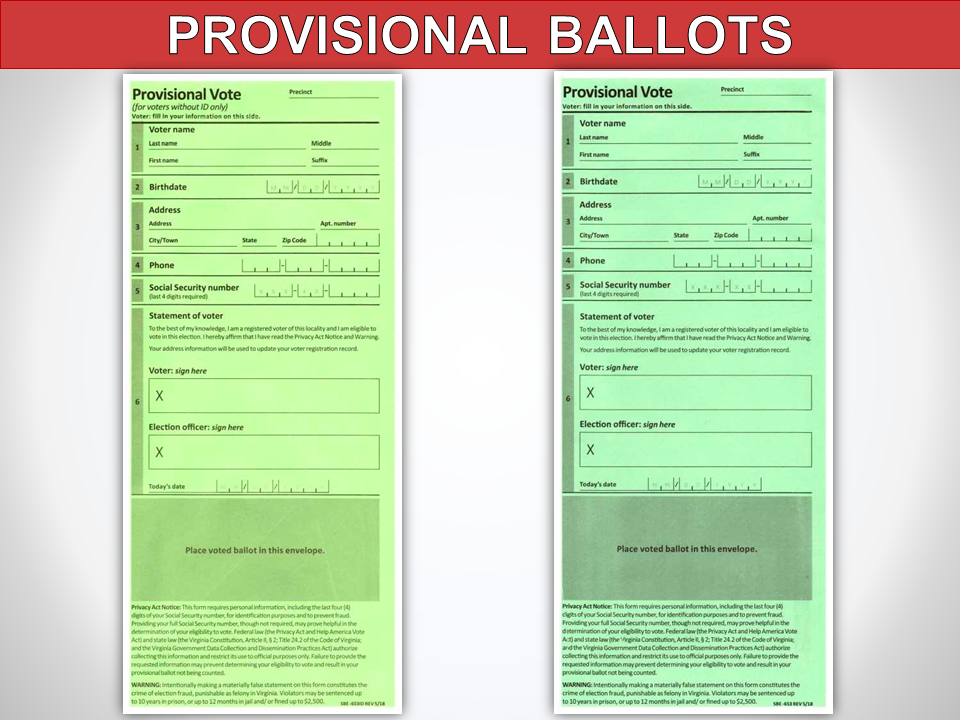 PROVISIONAL BALLOTS
Provisional Vote
Precinct
(for voters without ID only)
Voter: fill in your information on this side.
1
Voter name
Last name
Middle
First name
Suffix
2
Birthdate
M M / D D / Y Y Y Y
3
Address
Address
Apt. number
City/Town
State
Zip Code
4
Phone
5
Social Security number
(last 4 digits required)
X X X - X X -
6
Statement of voter
To the best of my knowledge, I am a registered voter of this locality and I am eligible to
vote in this election. I hereby affirm that I have read the Privacy Act Notice and Warning.
Your address information will be used to update your voter registration record.
Voter: sign here
X
Election officer: sign here
X
Today's date
Place voted ballot in this envelope.
Privacy Act Notice: This form requires personal information, including the last four (4)
digits of your Social Security number, for identification purposes and to prevent fraud.
Providing your full Social Security number, though not required, may prove helpful in the
determination of your eligibility to vote. Federal law (the Privacy Act and Help America Vote
Act) and state law (the Virginia Constitution, Article II, § 2; Title 24.2 of the Code of Virginia;
and the Virginia Government Data Collection and Dissemination Practices Act) authorize
collecting this information and restrict its use to official purposes only. Failure to provide the
requested information may prevent determining your eligibility to vote and result in your
provisional ballot not being counted.
WARNING: Intentionally making a materially false statement on this form constitutes the
crime of election fraud, punishable as felony in Virginia. Violators may be sentenced up
to 10 years in prison, or up to 12 months in jail and/ or fined up to $2,500.
SBE -653ID REV 5/18
Provisional Vote
Precinct
Voter: fill in your information on this side.
1
Voter name
Last name
Middle
First name
Suffix
2
Birthdate
M M / D D / Y Y Y Y
3
Address
Address
Apt. number
City/Town
State
Zip Code
4
Phone
5
Social Security number
(last 4 digits required)
X X X - X X -
6
Statement of voter
To the best of my knowledge, I am a registered voter of this locality and I am eligible to
vote in this election. I hereby affirm that I have read the Privacy Act Notice and Warning.
Your address information will be used to update your voter registration record.
Voter: sign here
X
Election officer: sign here
X
Today's date
M M / D D / Y Y Y Y
Place voted ballot in this envelope.
Privacy Act Notice: This form requires personal information, including the last four (4)
digits of your Social Security number, for identification purposes and to prevent fraud.
Providing your full Social Security number, though not required, may prove helpful in the
determination of your eligibility to vote. Federal law (the Privacy Act and Help America Vote
Act) and state law (the Virginia Constitution, Article II, § 2; Title 24.2 of the Code of Virginia;
and the Virginia Government Data Collection and Dissemination Practices Act) authorize
collecting this information and restrict its use to official purposes only. Failure to provide the
requested information may prevent determining your eligibility to vote and result in your
provisional ballot not being counted.
WARNING: Intentionally making a materially false statement on this form constitutes the
crime of election fraud, punishable as felony in Virginia. Violators may be sentenced up
to 10 years in prison, or up to 12 months in jail and/ or fined up to $2,500.
SBE -653 REV 5/18